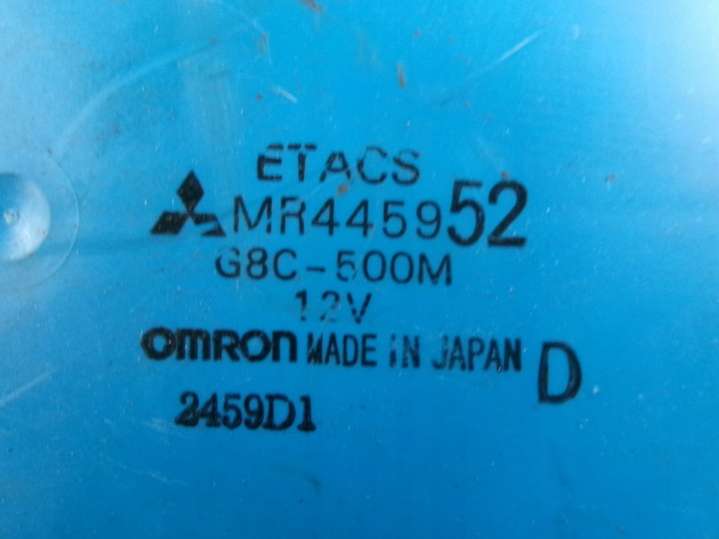 ETACS
MR445952
G8C-500M
12V
OMRON MADE IN JAPAN D
2459D1